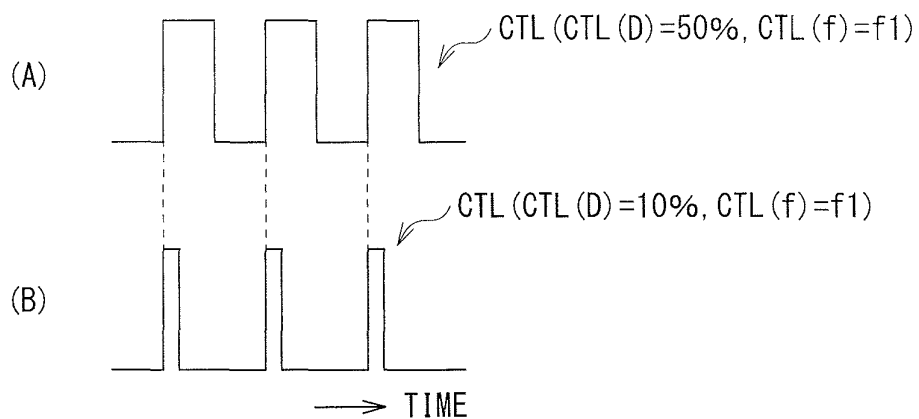 CTL(CTL(D)=50%, CTL(f)=f1)
(A)
CTL(CTL(D)=10%, CTL(f)=f1)
(B)
TIME